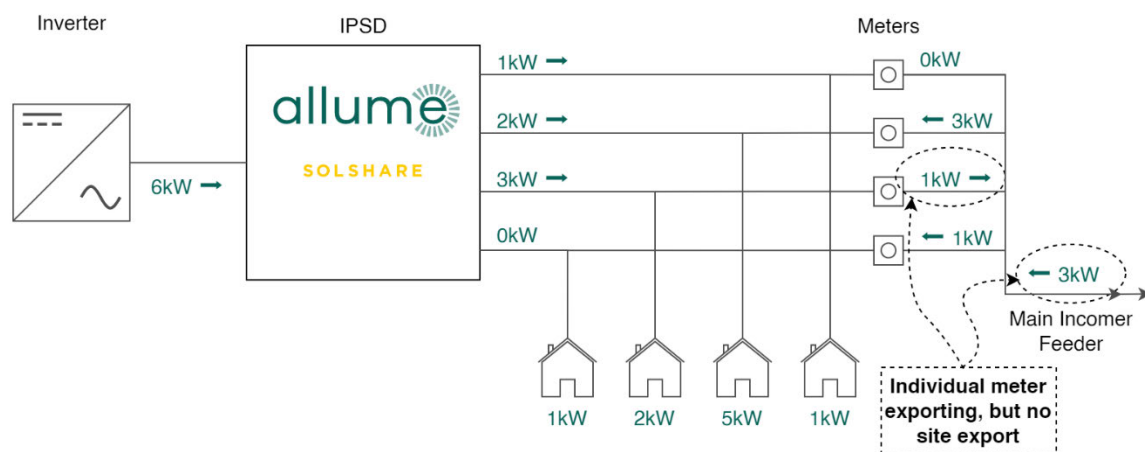 Inverter
IPSD
Meters
allume
SOLSHARE
6kW
1kW
2kW
3kW
0kW
0kW
3kW
1kW
1kW
3kW
Main Incomer
Feeder
1kW
2kW
5kW
1kW
Individual meter
exporting, but no
site export